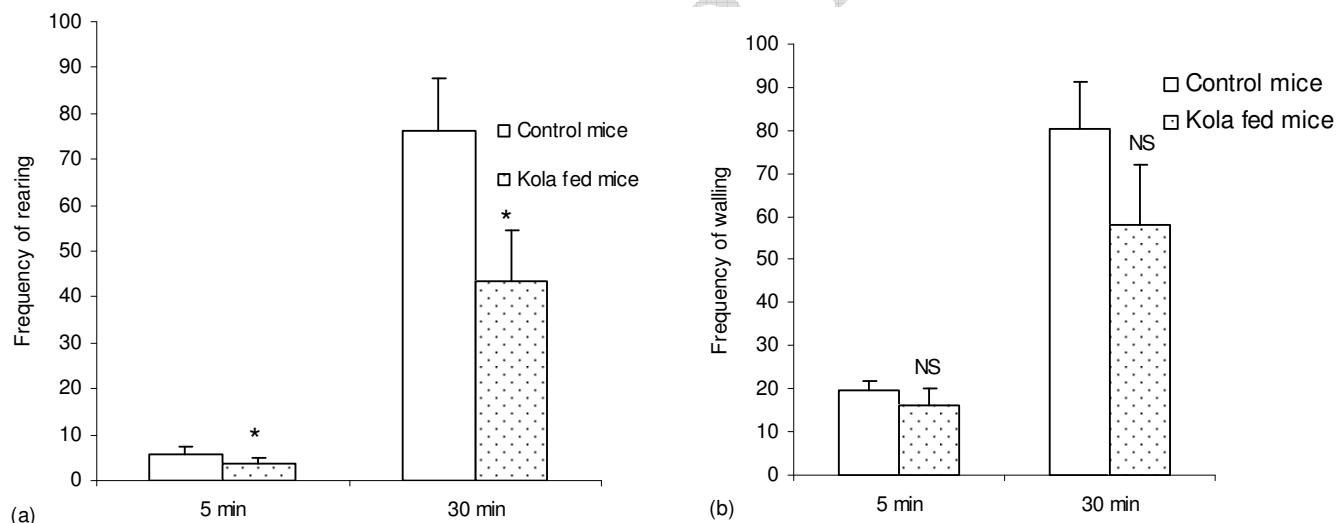 100
90
80
70
60
50
40
30
20
10
0
Frequency of rearing
Control mice
Kola fed mice
*
*
5 min
30 min
(a)
100
90
80
70
60
50
40
30
20
10
0
Frequency of walling
Control mice
Kola fed mice
NS
NS
5 min
30 min
(b)